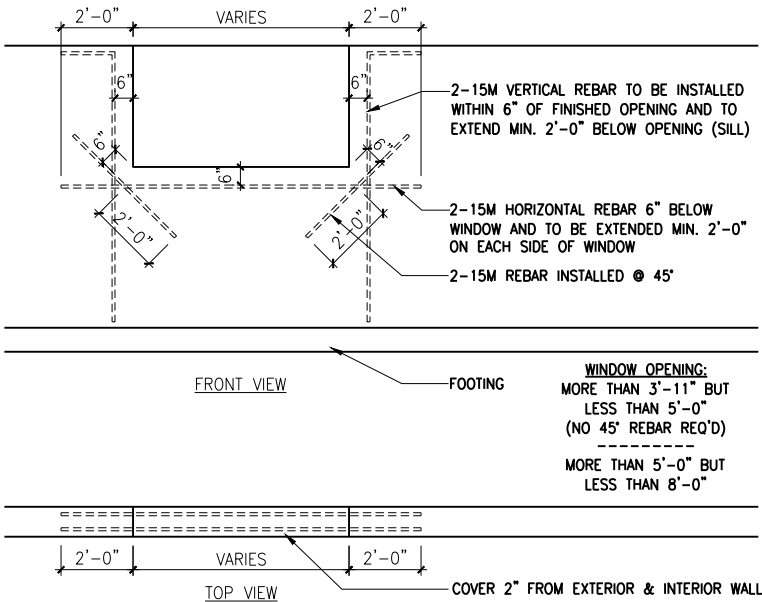 2'-0" VARIES 2'-0"
6" 6"
2-15M VERTICAL REBAR TO BE INSTALLED
WITHIN 6" OF FINISHED OPENING AND TO
EXTEND MIN. 2'-0" BELOW OPENING (SILL)
6" 6" 6"
2'-0" 2'-0"
2-15M HORIZONTAL REBAR 6" BELOW
WINDOW AND TO BE EXTENDED MIN. 2'-0"
ON EACH SIDE OF WINDOW
2-15M REBAR INSTALLED @ 45°
FRONT VIEW
FOOTING
WINDOW OPENING:
MORE THAN 3'-11" BUT
LESS THAN 5'-0"
(NO 45° REBAR REQ'D)
----------
MORE THAN 5'-0" BUT
LESS THAN 8'-0"
2'-0" VARIES 2'-0"
TOP VIEW
COVER 2" FROM EXTERIOR & INTERIOR WALL